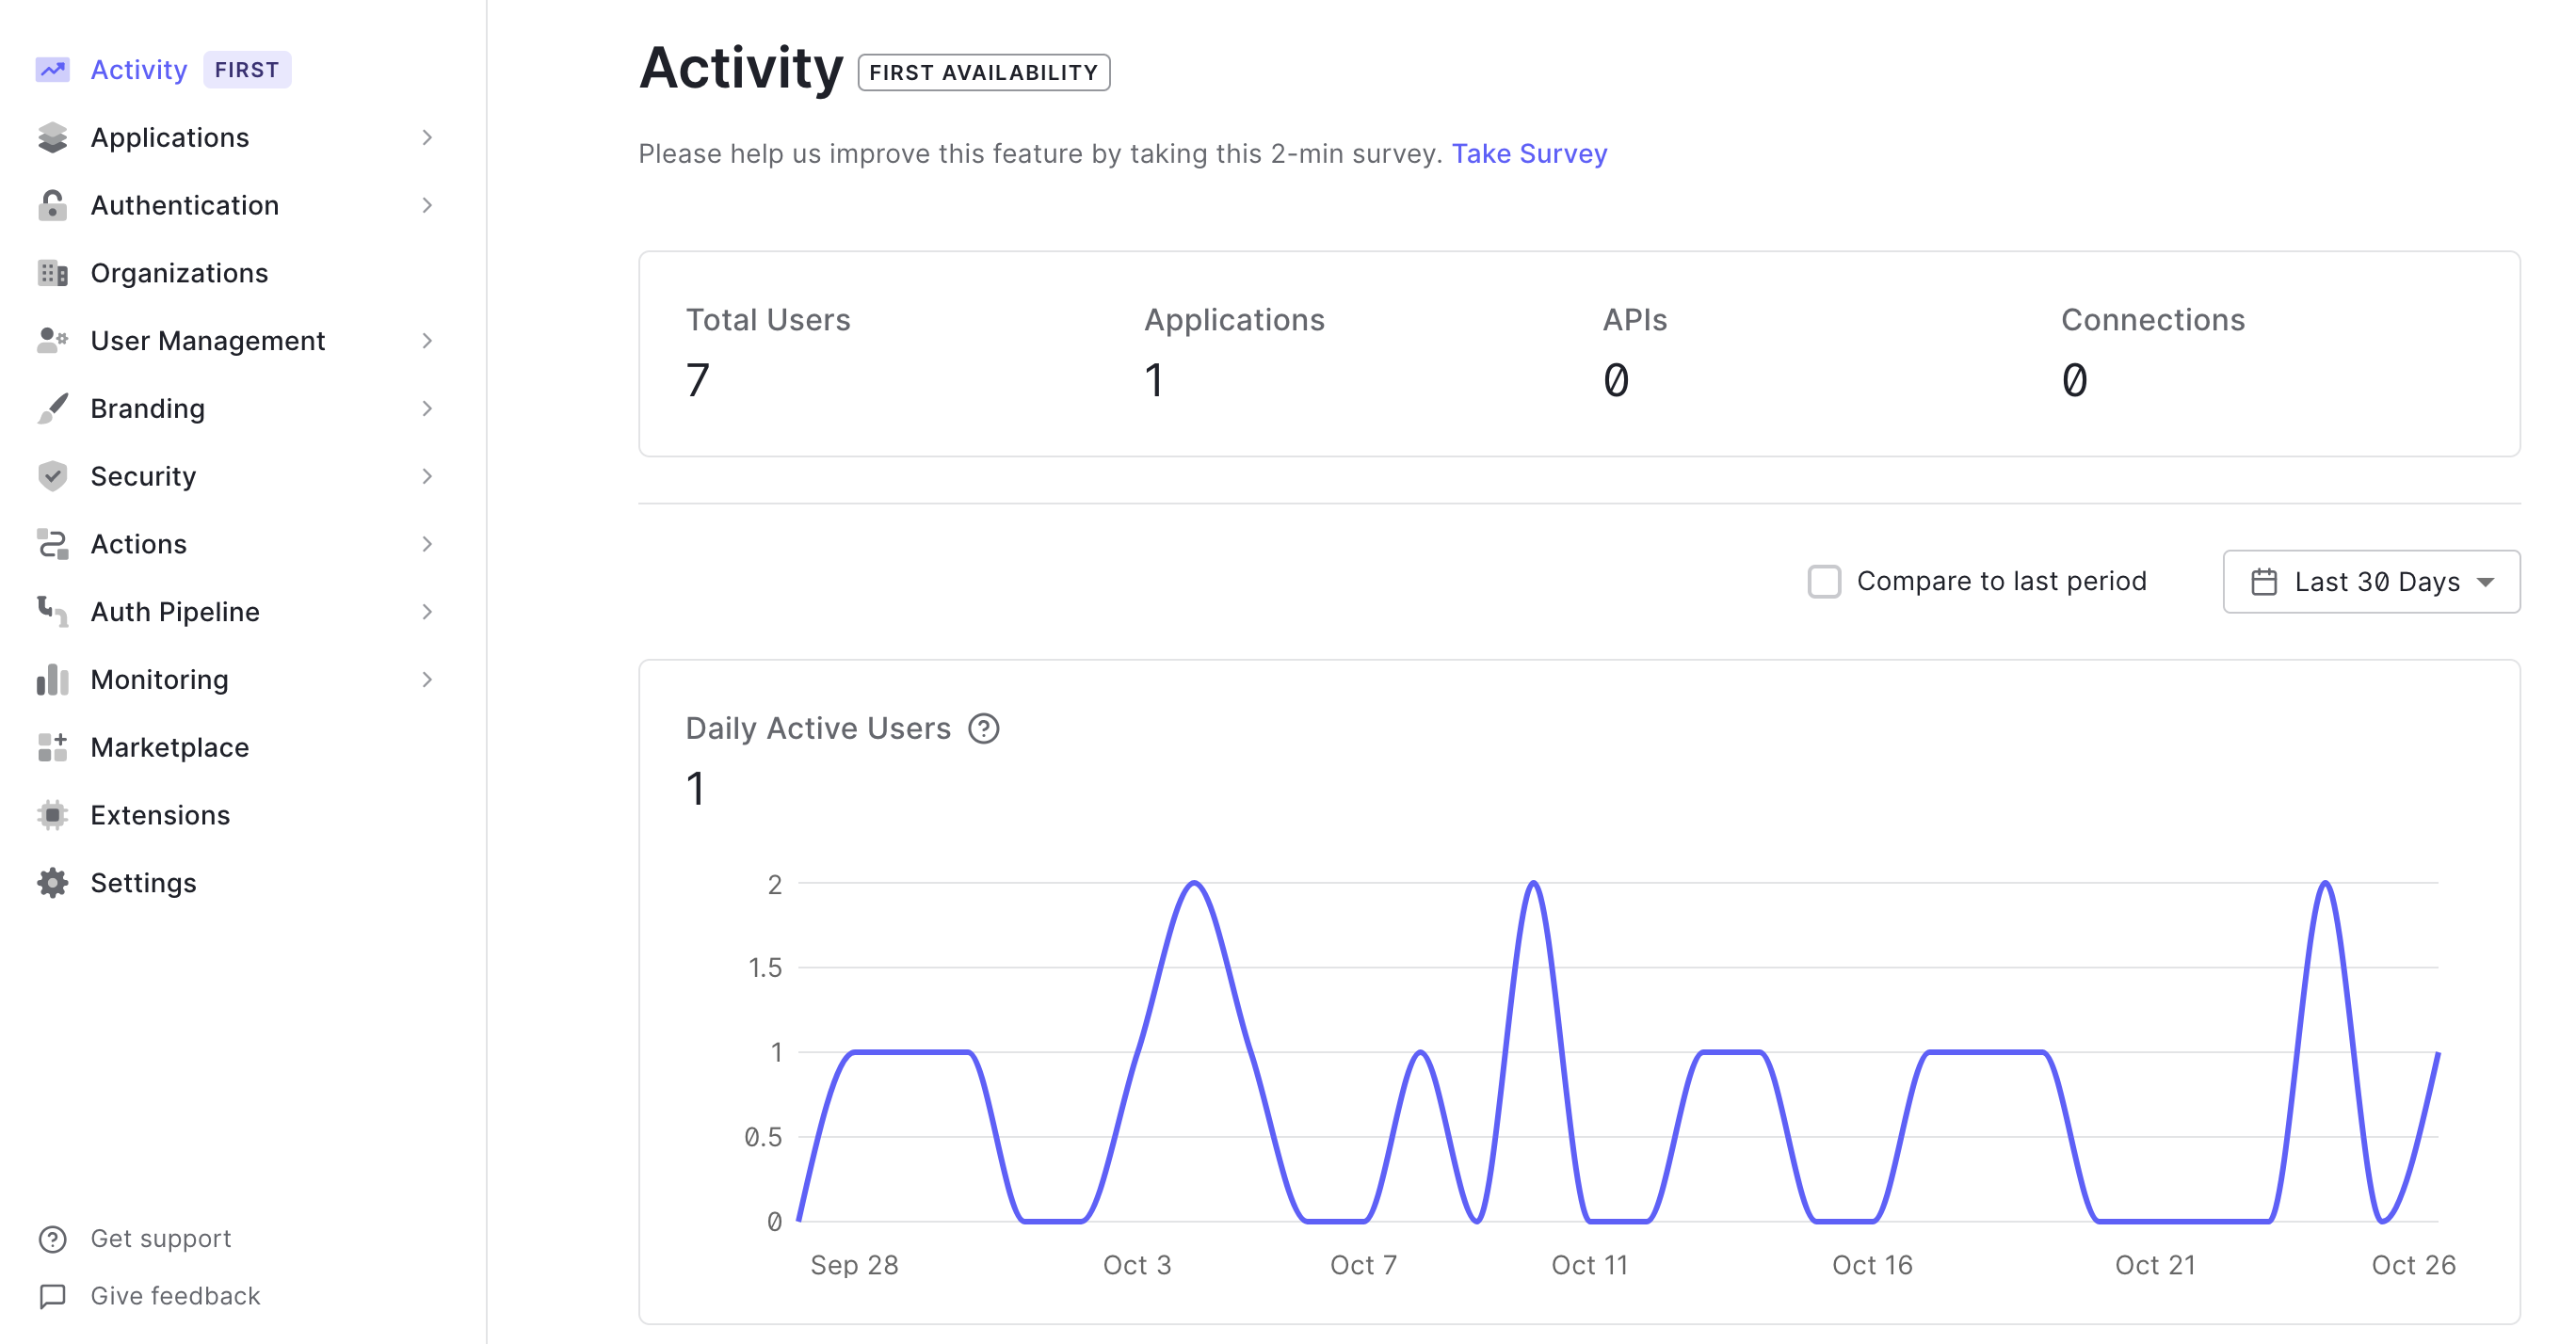 Activity FIRST
Applications
Authentication
Organizations
User Management
Branding
Security
Actions
Auth Pipeline
Monitoring
Marketplace
Extensions
Settings
Get support
Give feedback
Activity FIRST AVAILABILITY
Please help us improve this feature by taking this 2-min survey. Take Survey
Total Users
7
Applications
1
APIs
0
Connections
0
Compare to last period
Last 30 Days
Daily Active Users
1
2
1.5
1
0.5
0
Sep 28 Oct 3 Oct 7 Oct 11 Oct 16 Oct 21 Oct 26